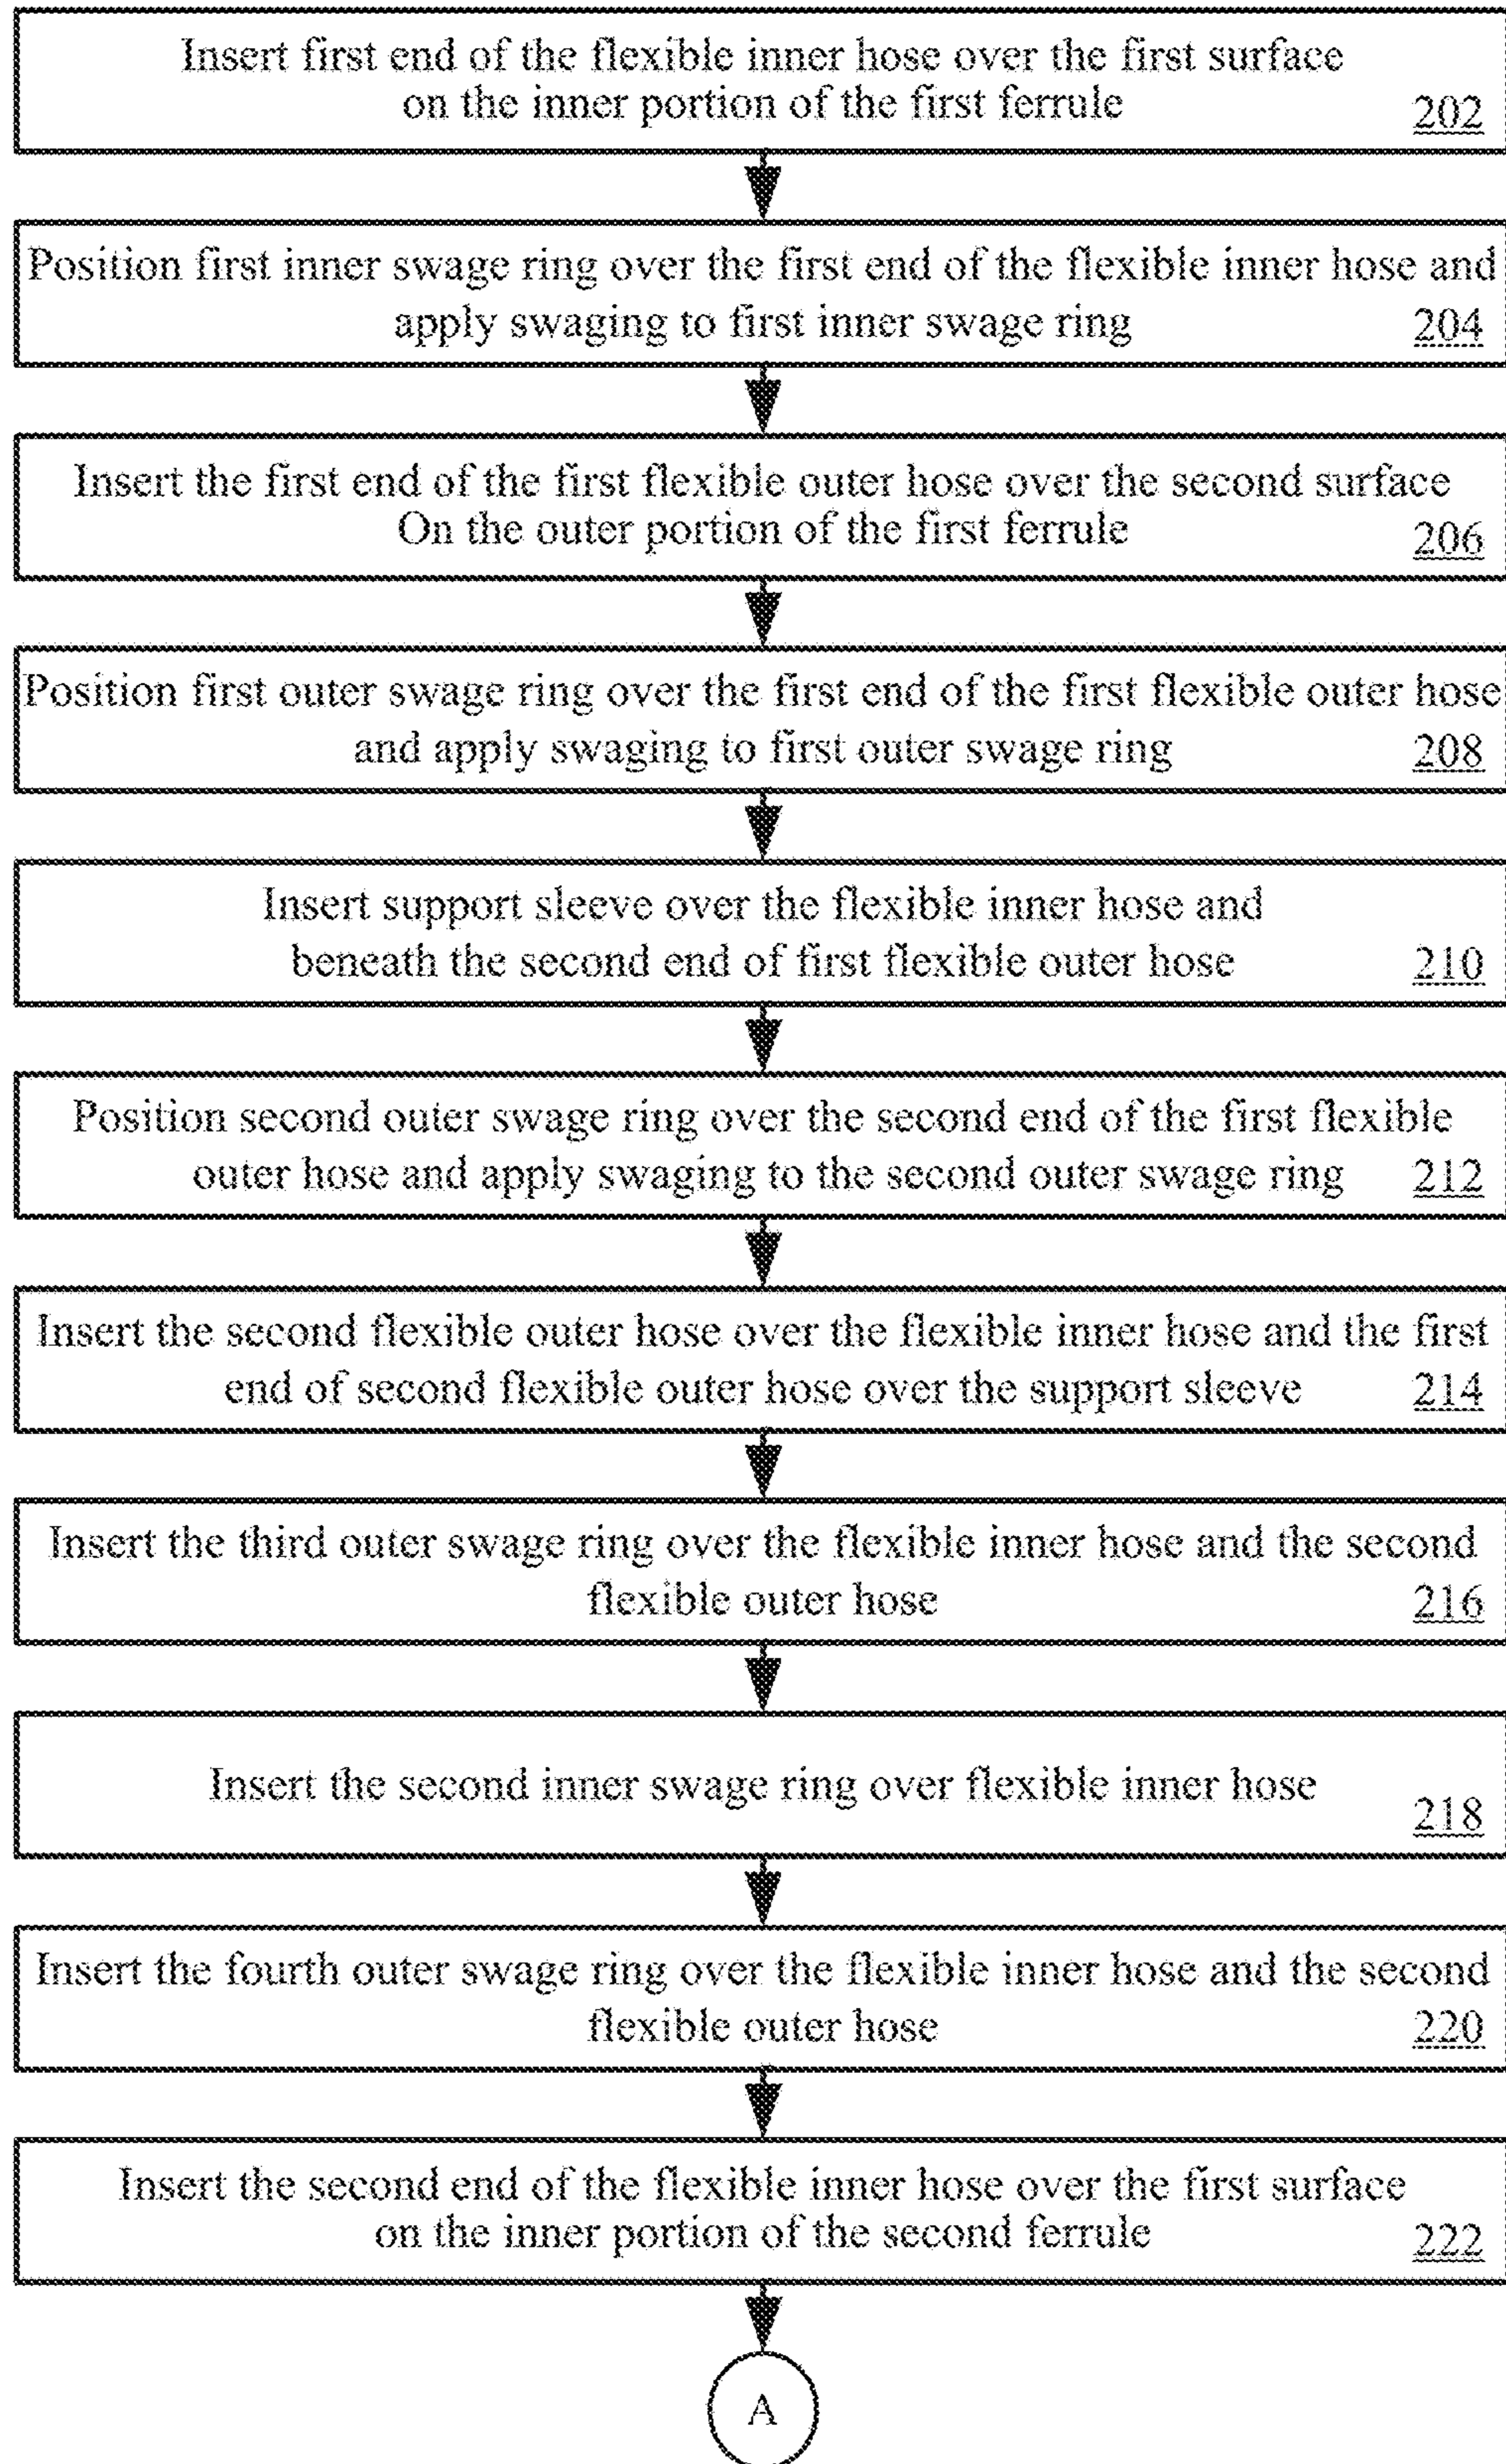 Insert first end of the flexible inner hose over the first surface
on the inner portion of the first ferrule
202
Position first inner swage ring over the first end of the flexible inner hose and
apply swaging to first inner swage ring
204
Insert the first end of the first flexible outer hose over the second surface
On the outer portion of the first ferrule
206
Position first outer swage ring over the first end of the first flexible outer hose
and apply swaging to first outer swage ring
208
Insert support sleeve over the flexible inner hose and
beneath the second end of first flexible outer hose
210
Position second outer swage ring over the second end of the first flexible
outer hose and apply swaging to the second outer swage ring
212
Insert the second flexible outer hose over the flexible inner hose and the first
end of second flexible outer hose over the support sleeve
214
Insert the third outer swage ring over the flexible inner hose and the second
flexible outer hose
216
Insert the second inner swage ring over flexible inner hose
218
Insert the fourth outer swage ring over the flexible inner hose and the second
flexible outer hose
220
Insert the second end of the flexible inner hose over the first surface
on the inner portion of the second ferrule
222
A